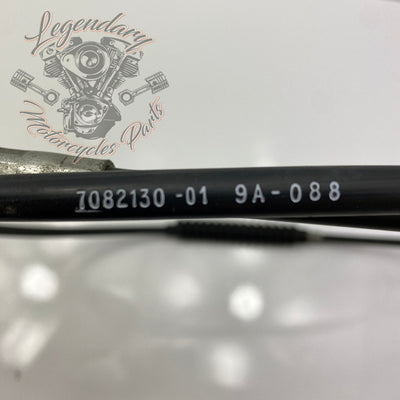 Legendary
Motorcycles Parts
7082130-01 9A-088